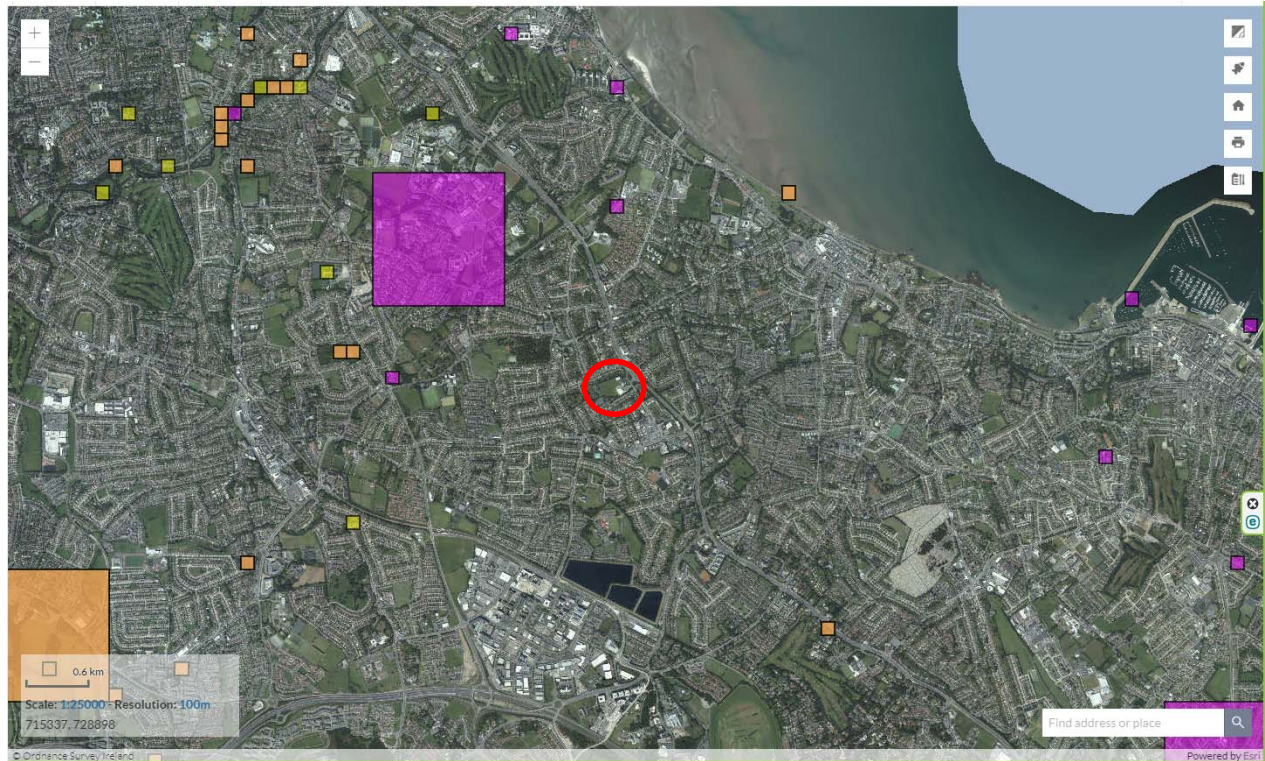 +
−
0.6 km
Scale: 1:25000 - Resolution: 100m
715337, 728898
Find address or place
© Ordnance Survey Ireland
Powered by Esri
e